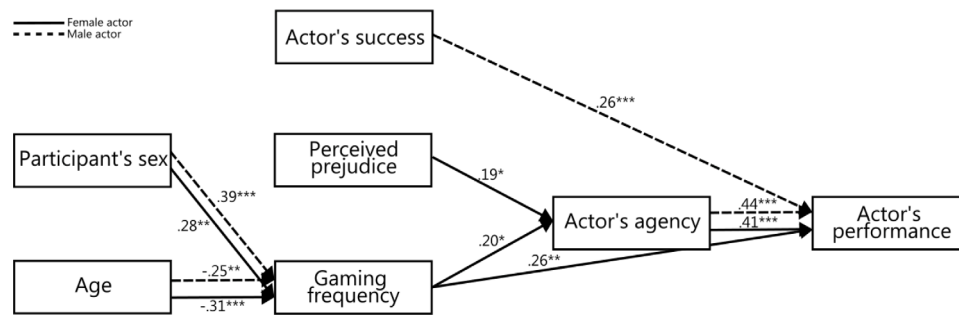 Female actor
Male actor
Actor's success
.26***
Participant's sex
Perceived
prejudice
.39***
.28**
.19*
Actor's agency
.44***
.41***
Actor's
performance
.20*
.26**
Age
-.25**
-.31***
Gaming
frequency